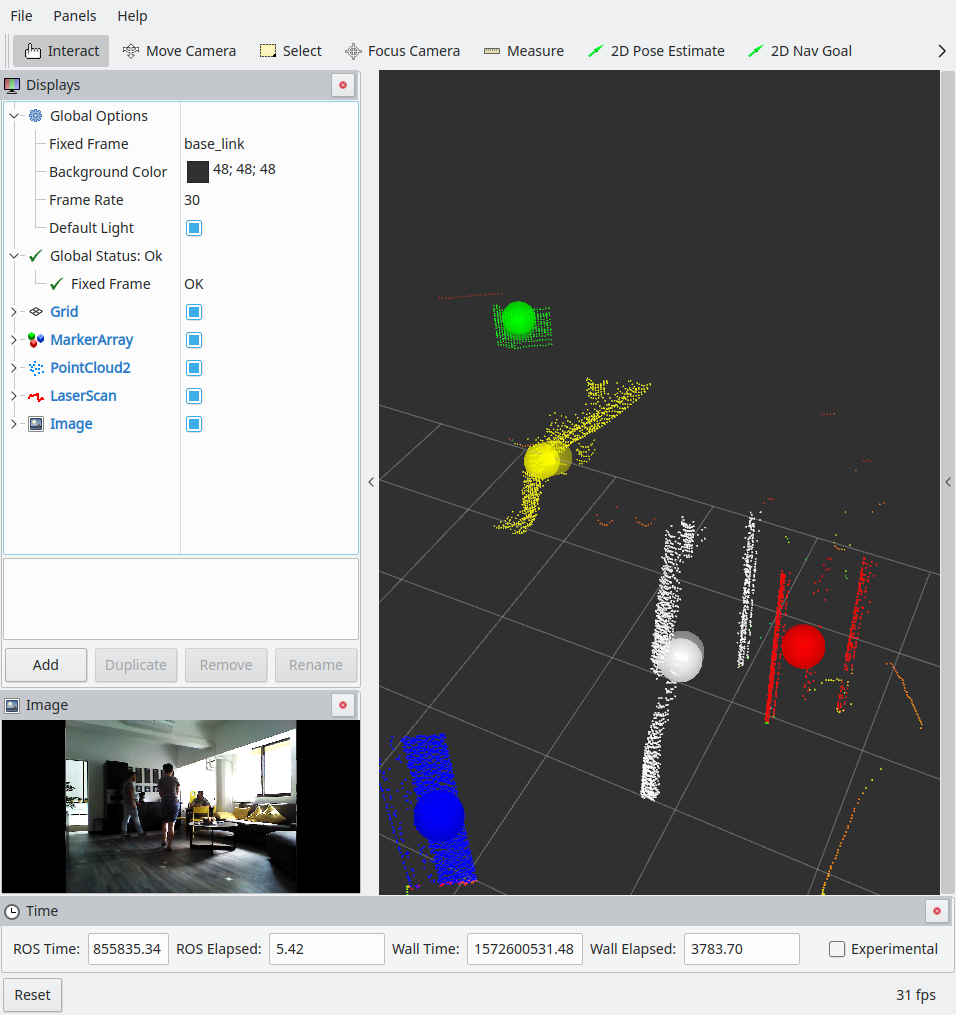 File Panels Help
Interact Move Camera Select Focus Camera Measure 2D Pose Estimate 2D Nav Goal
Displays
Global Options
Fixed Frame base_link
Background Color 48; 48; 48
Frame Rate 30
Default Light
Global Status: Ok
Fixed Frame OK
Grid
MarkerArray
PointCloud2
LaserScan
Image
Add Duplicate Remove Rename
Image
Time
ROS Time: 855835.34 ROS Elapsed: 5.42 Wall Time: 1572600531.48 Wall Elapsed: 3783.70 Experimental
Reset 31 fps